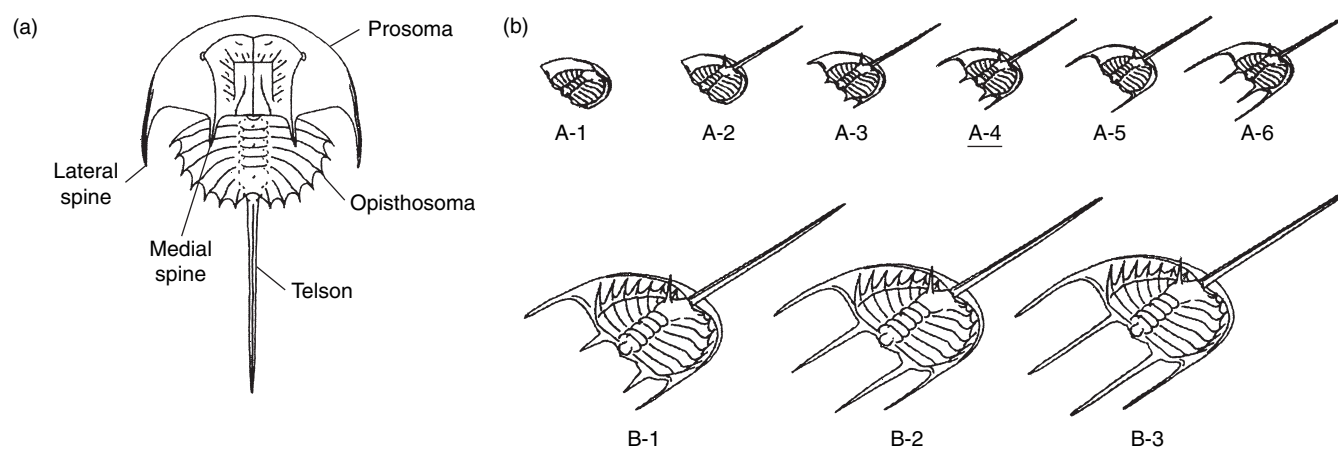 (a)
Prosoma
Lateral
spine
Opisthosoma
Medial
spine
Telson
(b)
A-1 A-2 A-3 A-4 A-5 A-6
B-1 B-2 B-3